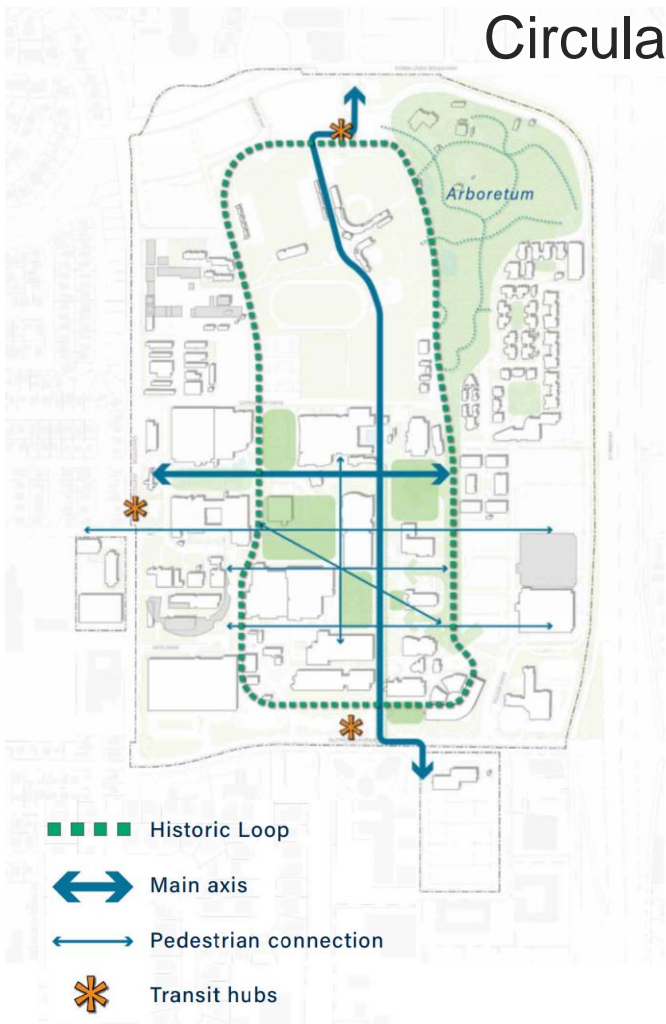 Circula
Arboretum
Historic Loop
Main axis
Pedestrian connection
Transit hubs